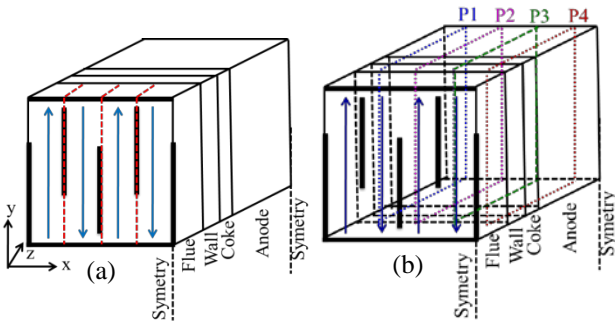 P1 P2 P3 P4
y
z
x
(a)
Symetry
Flue
Wall
Coke
Anode
Symetry
(b)
Symetry
Flue
Wall
Coke
Anode
Symetry